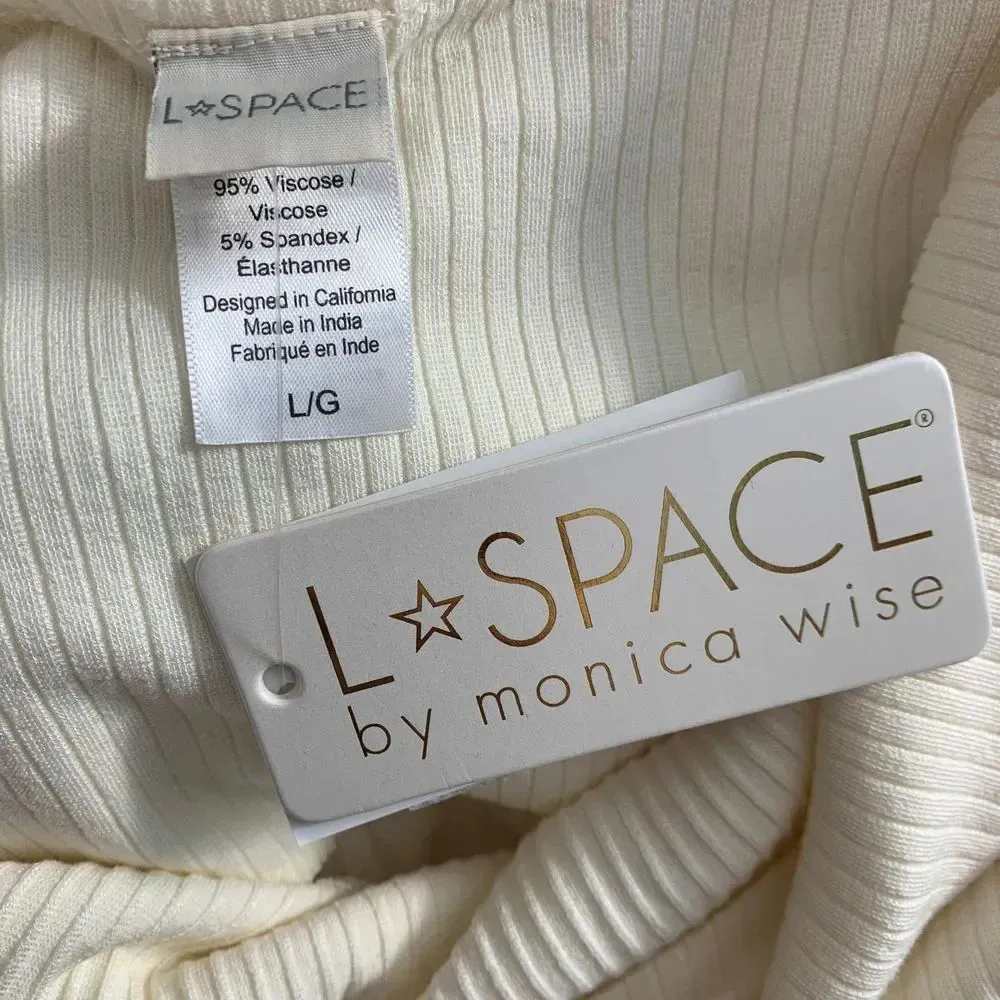 L☆SPACE
95% Viscose /
Viscose
5% Spandex /
Élasthanne
Designed in California
Made in India
Fabriqué en Inde
L/G
L☆SPACE®
by monica wise